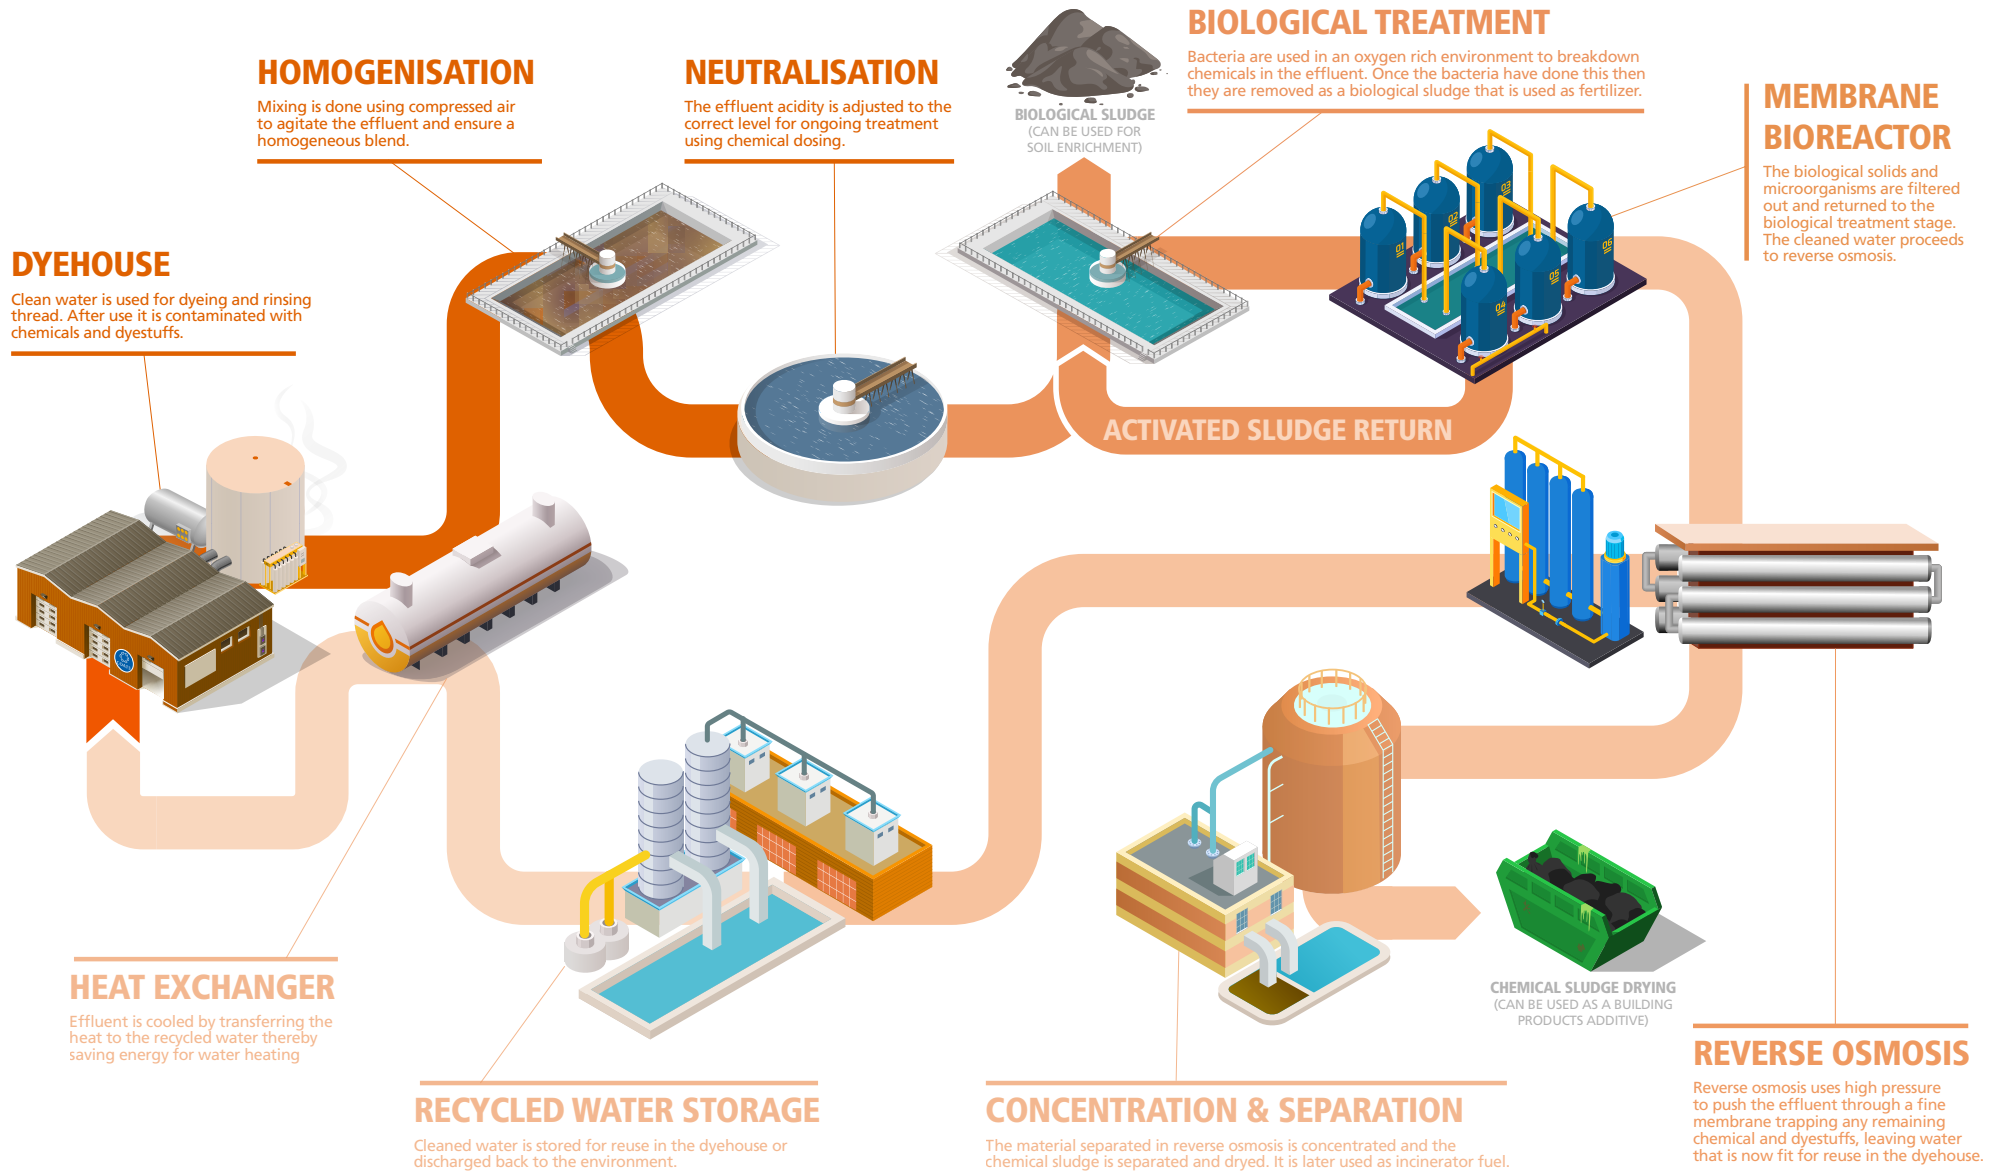 HOMOGENISATION
Mixing is done using compressed air
to agitate the effluent and ensure a
homogeneous blend.
NEUTRALISATION
The effluent acidity is adjusted to the
correct level for ongoing treatment
using chemical dosing.
BIOLOGICAL SLUDGE
(CAN BE USED FOR
SOIL ENRICHMENT)
BIOLOGICAL TREATMENT
Bacteria are used in an oxygen rich environment to breakdown
chemicals in the effluent. Once the bacteria have done this then
they are removed as a biological sludge that is used as fertilizer.
MEMBRANE
BIOREACTOR
The biological solids and
microorganisms are filtered
out and returned to the
biological treatment stage.
The cleaned water proceeds
to reverse osmosis.
DYEHOUSE
Clean water is used for dyeing and rinsing
thread. After use it is contaminated with
chemicals and dyestuffs.
01
02
03
04
05
06
ACTIVATED SLUDGE RETURN
HEAT EXCHANGER
Effluent is cooled by transferring the
heat to the recycled water thereby
saving energy for water heating
RECYCLED WATER STORAGE
Cleaned water is stored for reuse in the dyehouse or
discharged back to the environment.
CONCENTRATION & SEPARATION
The material separated in reverse osmosis is concentrated and the
chemical sludge is separated and dryed. It is later used as incinerator fuel.
CHEMICAL SLUDGE DRYING
(CAN BE USED AS A BUILDING
PRODUCTS ADDITIVE)
REVERSE OSMOSIS
Reverse osmosis uses high pressure
to push the effluent through a fine
membrane trapping any remaining
chemical and dyestuffs, leaving water
that is now fit for reuse in the dyehouse.